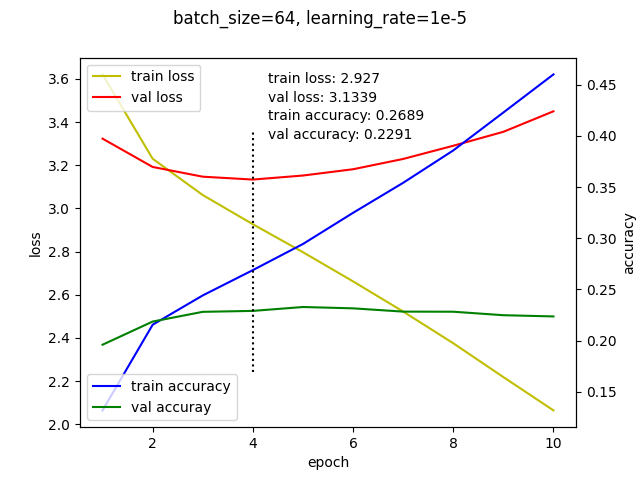 batch_size=64, learning_rate=1e-5
train loss
val loss
train loss: 2.927
val loss: 3.1339
train accuracy: 0.2689
val accuracy: 0.2291
3.6
3.4
3.2
3.0
2.8
2.6
2.4
2.2
2.0
loss
0.45
0.40
0.35
0.30
0.25
0.20
0.15
accuracy
train accuracy
val accuray
2
4
6
8
10
epoch